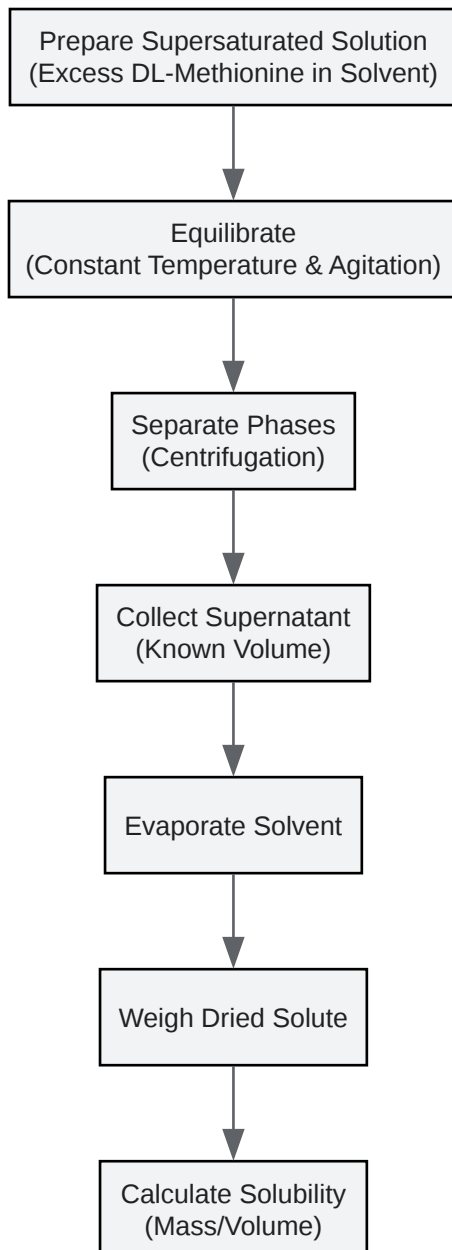 Prepare Supersaturated Solution
(Excess DL-Methionine in Solvent)
Equilibrate
(Constant Temperature & Agitation)
Separate Phases
(Centrifugation)
Collect Supernatant
(Known Volume)
Evaporate Solvent
Weigh Dried Solute
Calculate Solubility
(Mass/Volume)